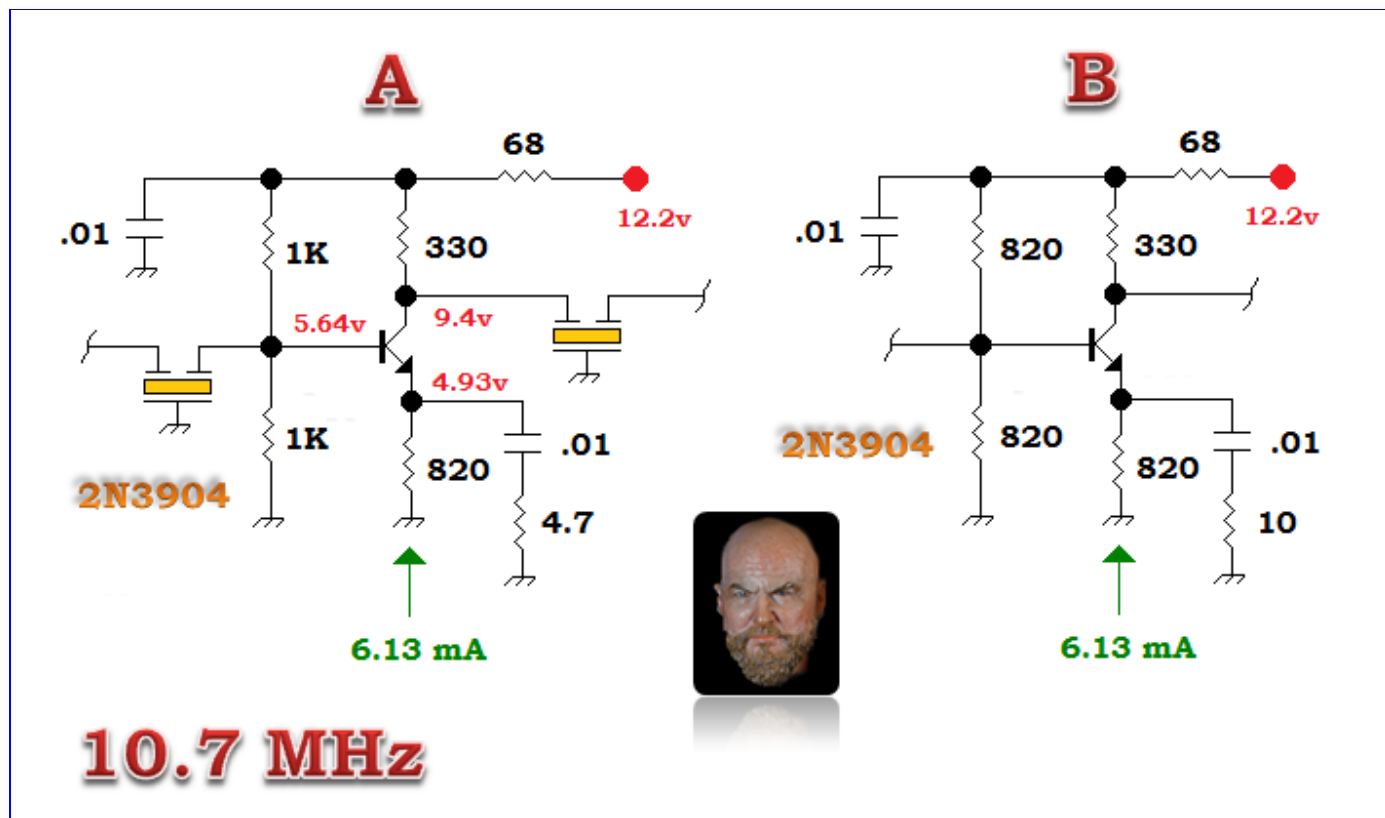 A
B
68
68
12.2v
12.2v
.01
.01
1K
330
820
330
5.64v
9.4v
4.93v
1K
820
.01
4.7
2N3904
2N3904
820
820
.01
10
6.13 mA
6.13 mA
10.7 MHz